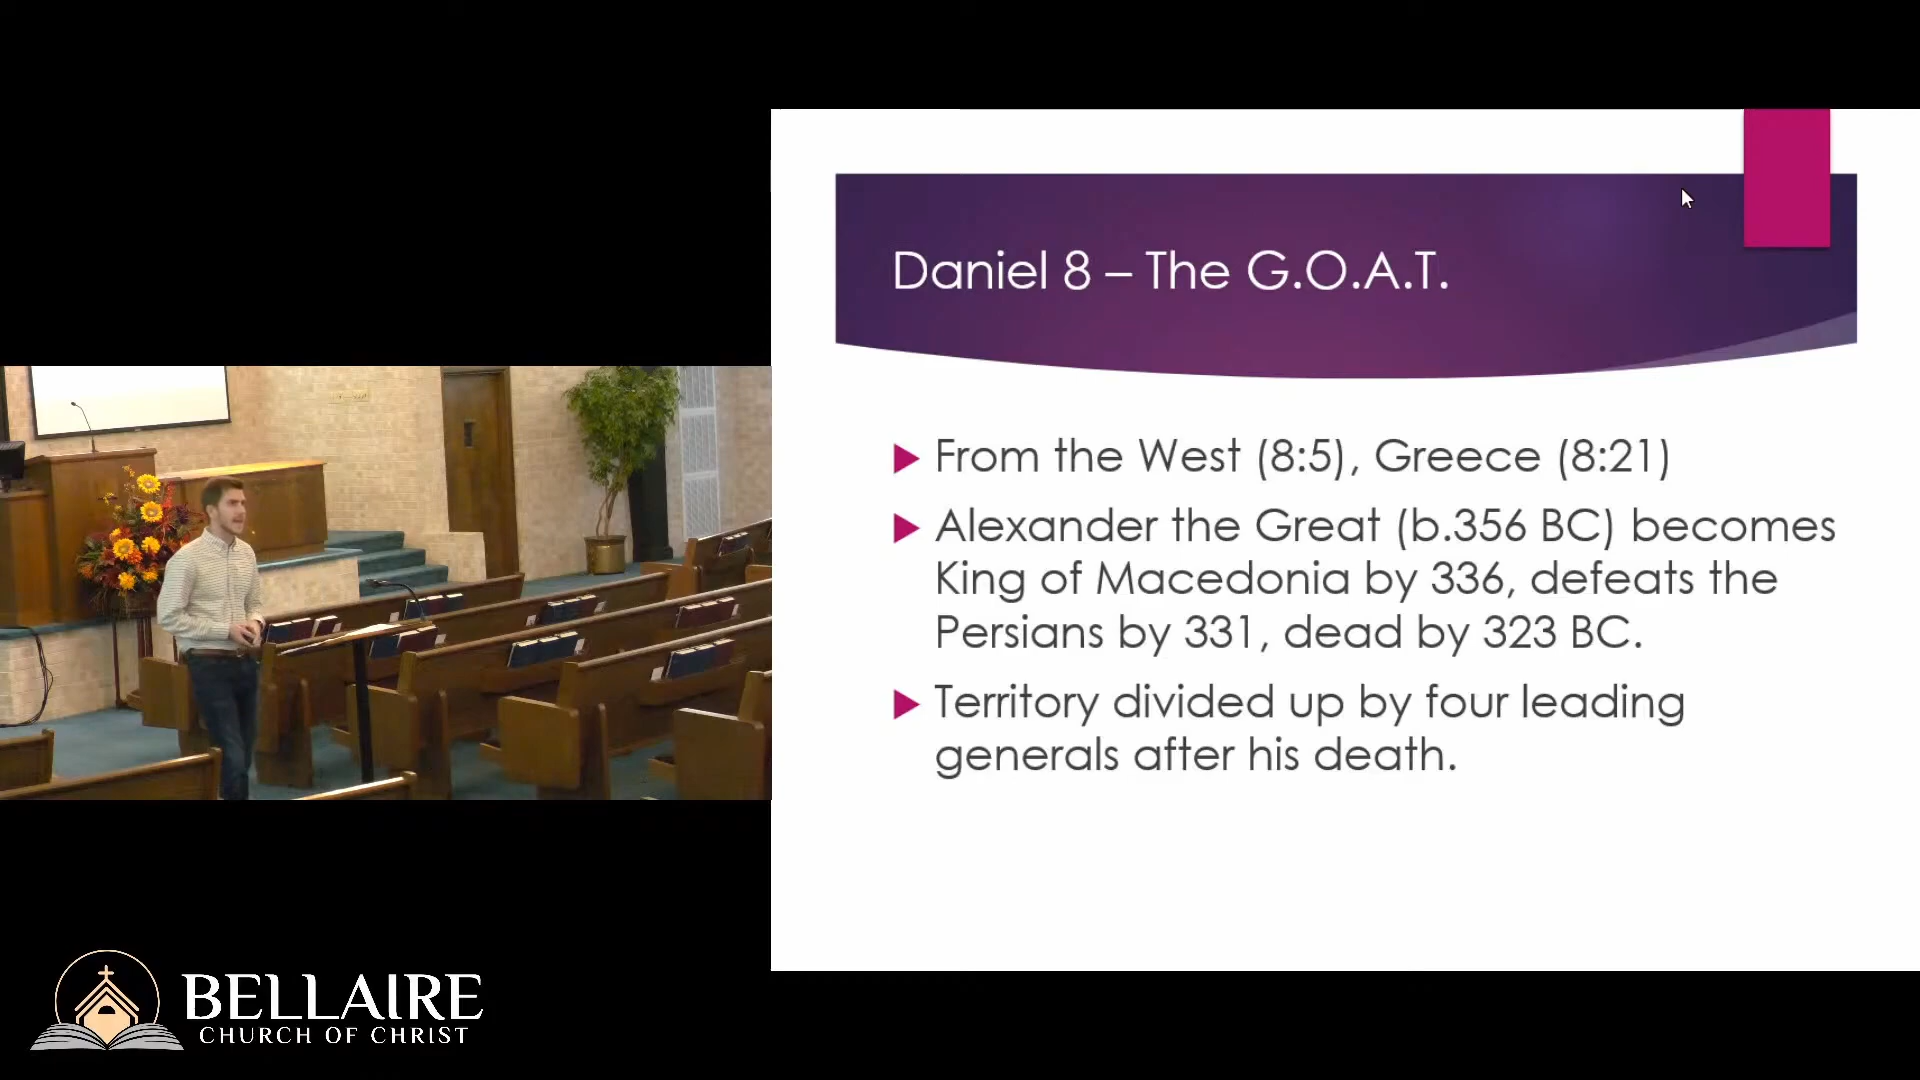 Daniel 8 – The G.O.A.T.
From the West (8:5), Greece (8:21)
Alexander the Great (b.356 BC) becomes
King of Macedonia by 336, defeats the
Persians by 331, dead by 323 BC.
Territory divided up by four leading
generals after his death.
BELLAIRE
CHURCH OF CHRIST